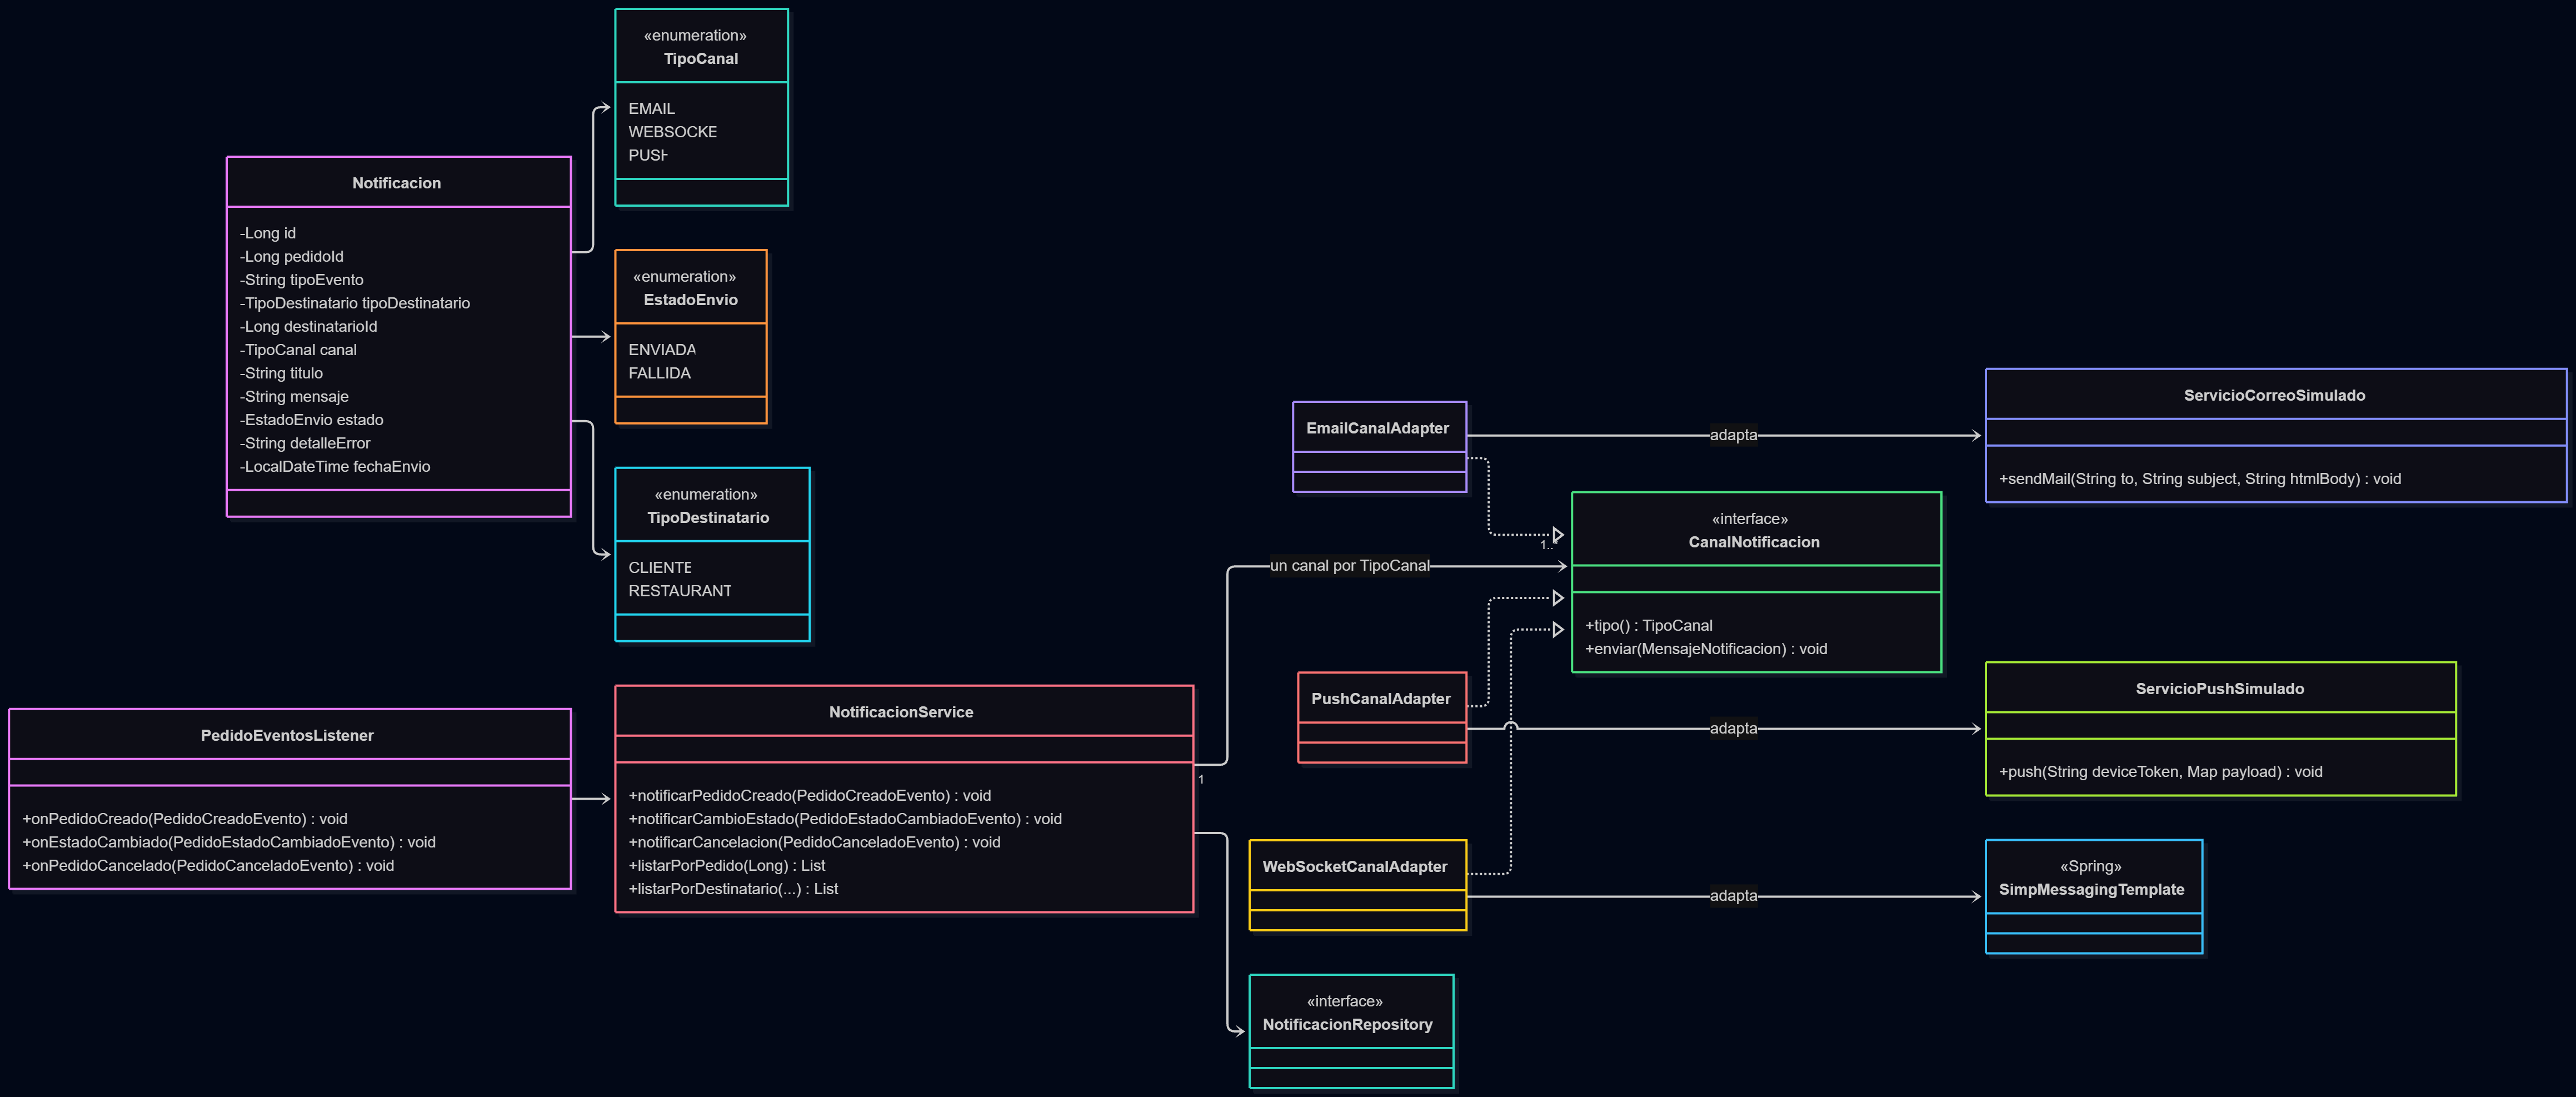 «enumeration»
TipoCanal
EMAIL
WEBSOCKE
PUSH
Notificacion
-Long id
-Long pedidoId
-String tipoEvento
-TipoDestinatario tipoDestinatario
-Long destinatarioId
-TipoCanal canal
-String titulo
-String mensaje
-EstadoEnvio estado
-String detalleError
-LocalDateTime fechaEnvio
«enumeration»
EstadoEnvio
ENVIADA
FALLIDA
«enumeration»
TipoDestinatario
CLIENTE
RESTAURANT
PedidoEventosListener
+onPedidoCreado(PedidoCreadoEvento) : void
+onEstadoCambiado(PedidoEstadoCambiadoEvento) : void
+onPedidoCancelado(PedidoCanceladoEvento) : void
NotificacionService
+notificarPedidoCreado(PedidoCreadoEvento) : void
+notificarCambioEstado(PedidoEstadoCambiadoEvento) : void
+notificarCancelacion(PedidoCanceladoEvento) : void
+listarPorPedido(Long) : List
+listarPorDestinatario(...) : List
1
un canal por TipoCanal
1..*
EmailCanalAdapter
adapta
ServicioCorreoSimulado
+sendMail(String to, String subject, String htmlBody) : void
«interface»
CanalNotificacion
+tipo() : TipoCanal
+enviar(MensajeNotificacion) : void
PushCanalAdapter
adapta
ServicioPushSimulado
+push(String deviceToken, Map payload) : void
WebSocketCanalAdapter
adapta
«Spring»
SimpMessagingTemplate
«interface»
NotificacionRepository